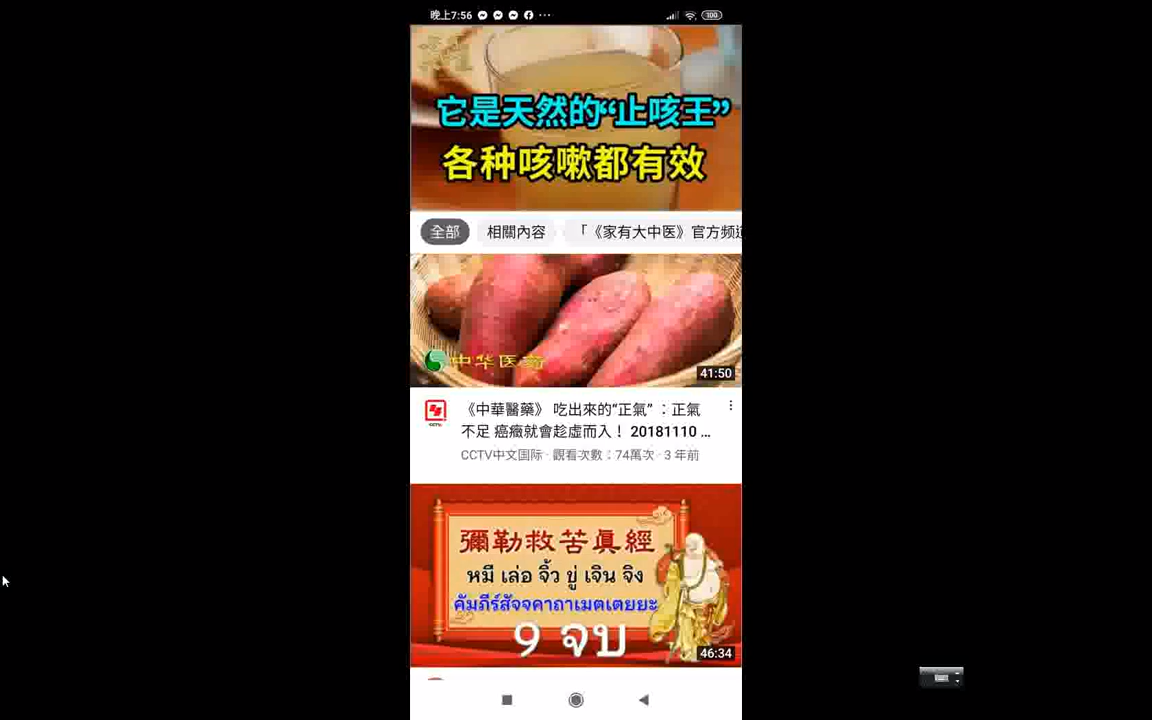 晚上7:56
100
它是天然的“止咳王”
各种咳嗽都有效
全部
相關內容
「《家有大中医》官方频道
中华医药
41:50
《中華醫藥》 吃出來的“正氣” ：正氣
不足 癌癥就會趁虛而入！ 20181110 ...
CCTV中文国际 · 觀看次數：74萬次 · 3 年前
彌勒救苦眞經
หมี เล่อ จิ้ว ขู่ เจิน จิง
คัมภีร์สัจจคาถาเมตเตยยะ
9 จบ
46:34